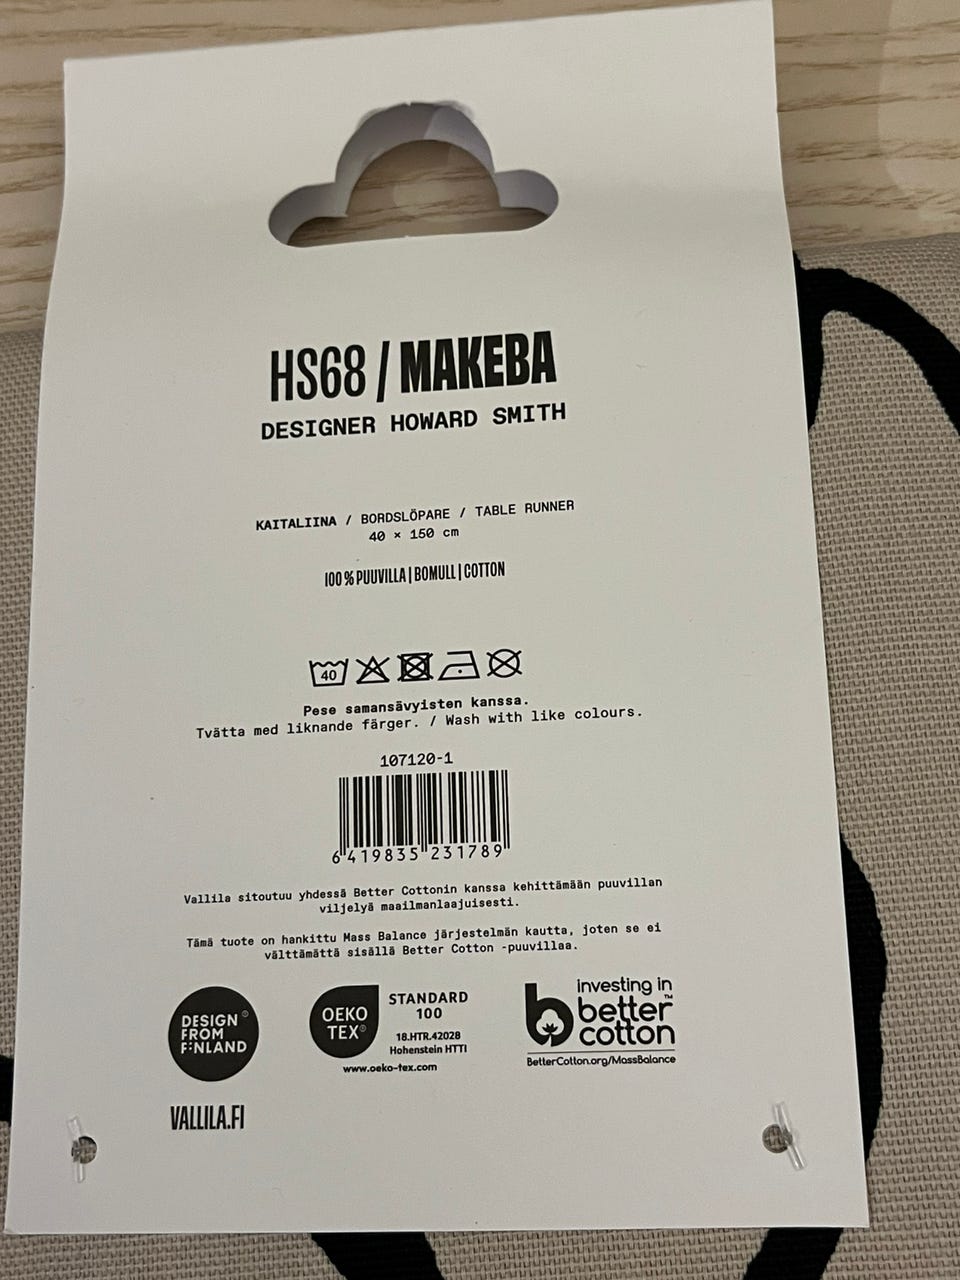 HS68 / MAKEBA
DESIGNER HOWARD SMITH
KAITALIINA / BORDSLÖPARE / TABLE RUNNER
40 × 150 cm
100 % PUUVILLA | BOMULL | COTTON
40
Pese samansävyisten kanssa.
Tvätta med liknande färger. / Wash with like colours.
107120-1
6 419835 231789
Vallila sitoutuu yhdessä Better Cottonin kanssa kehittämään puuvillan
viljelyä maailmanlaajuisesti.
Tämä tuote on hankittu Mass Balance järjestelmän kautta, joten se ei
välttämättä sisällä Better Cotton -puuvillaa.
DESIGN ®
FROM
FINLAND
OEKO
TEX®
STANDARD
100
18.HTR.42028
Hohenstein HTTI
www.oeko-tex.com
investing in
better™
cotton
BetterCotton.org/MassBalance
VALLILA.FI